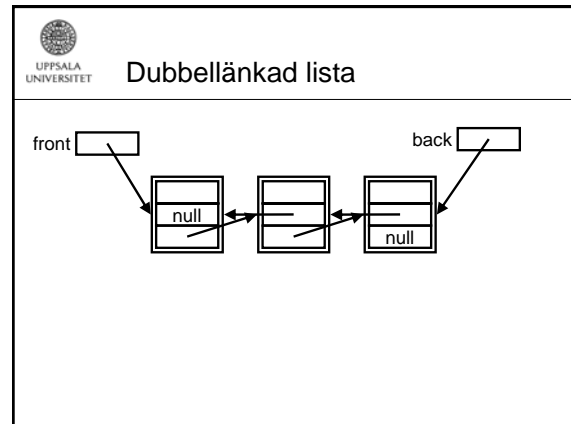 UPPSALA
UNIVERSITET
Dubbellänkad lista
front
back
null
null